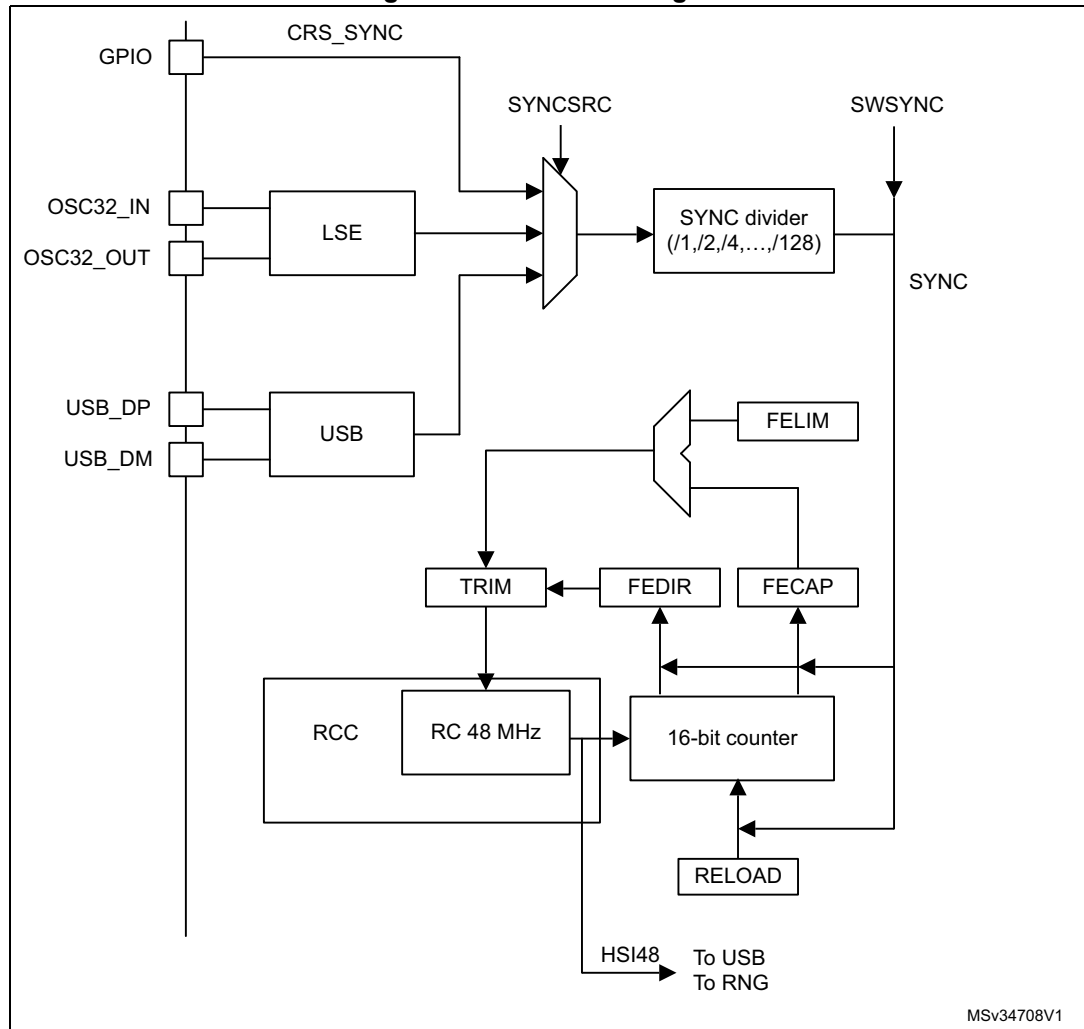 CRS_SYNC
GPIO
SYNCSRC
SWSYNC
OSC32_IN
LSE
SYNC divider
(/1,/2,/4,…,/128)
OSC32_OUT
SYNC
USB_DP
USB
FELIM
USB_DM
TRIM
FEDIR
FECAP
RCC
RC 48 MHz
16-bit counter
RELOAD
HSI48
To USB
To RNG
MSv34708V1